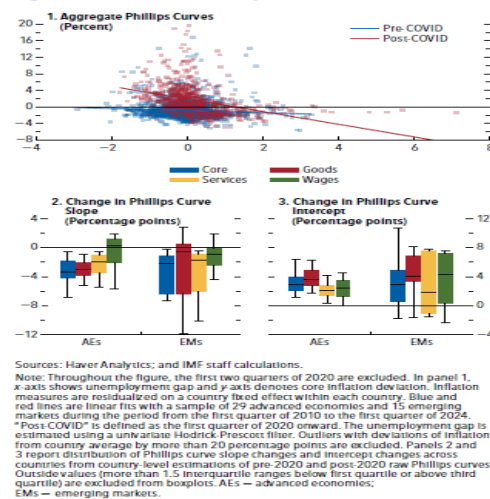 1. Aggregate Phillips Curves
(Percent)
Pre-COVID
Post-COVID
20
16
12
8
4
0
−4
−8
−4
−2
0
2
4
6
8
Core
Goods
Services
Wages
2. Change in Phillips Curve
Slope
(Percentage points)
3. Change in Phillips Curve
Intercept
(Percentage points)
4
0
−4
−8
−12
12
8
4
0
−4
AEs
EMs
AEs
EMs
Sources: Haver Analytics; and IMF staff calculations.
Note: Throughout the figure, the first two quarters of 2020 are excluded. In panel 1,
x-axis shows unemployment gap and y-axis denotes core inflation deviation. Inflation
measures are residualized on a country fixed effect within each country. Blue and
red lines are linear fits with a sample of 29 advanced economies and 15 emerging
markets during the period from the first quarter of 2010 to the first quarter of 2024.
"Post-COVID" is defined as the first quarter of 2020 onward. The unemployment gap is
estimated using a univariate Hodrick-Prescott filter. Outliers with deviations of inflation
from country average by more than 20 percentage points are excluded. Panels 2 and
3 report distribution of Phillips curve slope changes and intercept changes across
countries from country-level estimations of pre-2020 and post-2020 raw Phillips curves.
Outside values (more than 1.5 interquartile ranges below first quartile or above third
quartile) are excluded from boxplots. AEs = advanced economies;
EMs = emerging markets.